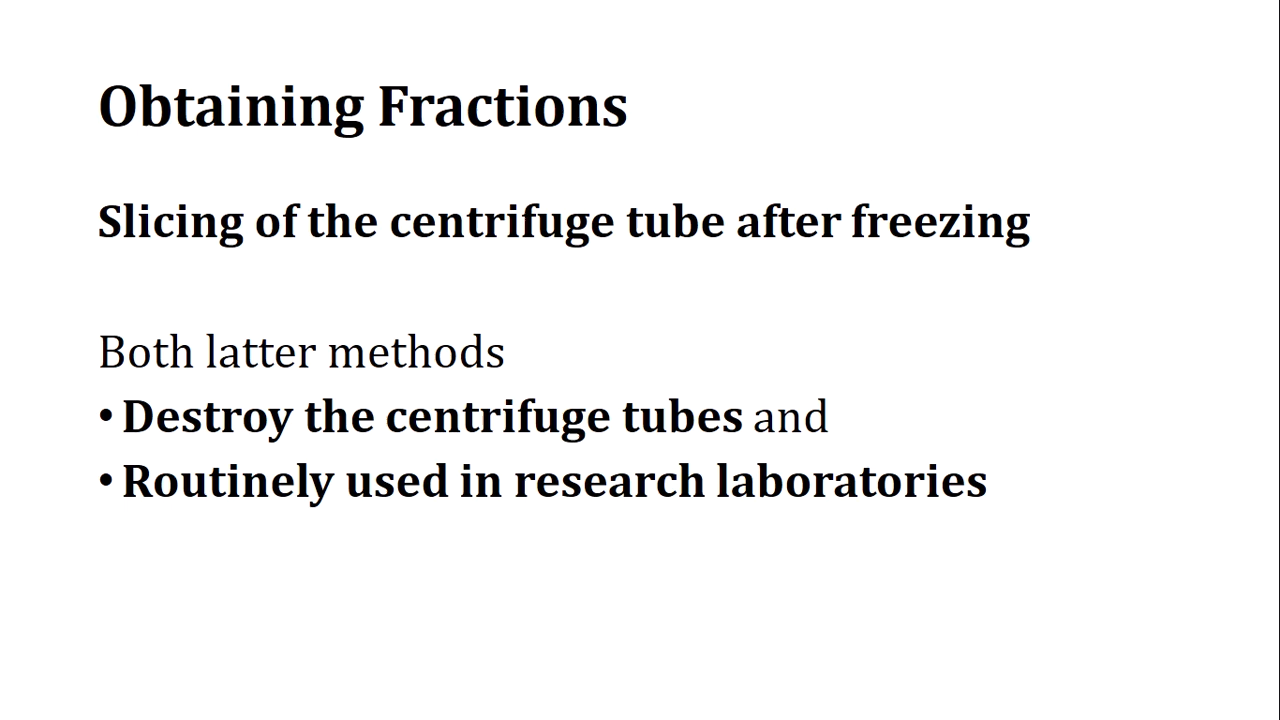 Obtaining Fractions
Slicing of the centrifuge tube after freezing
Both latter methods
• Destroy the centrifuge tubes and
• Routinely used in research laboratories